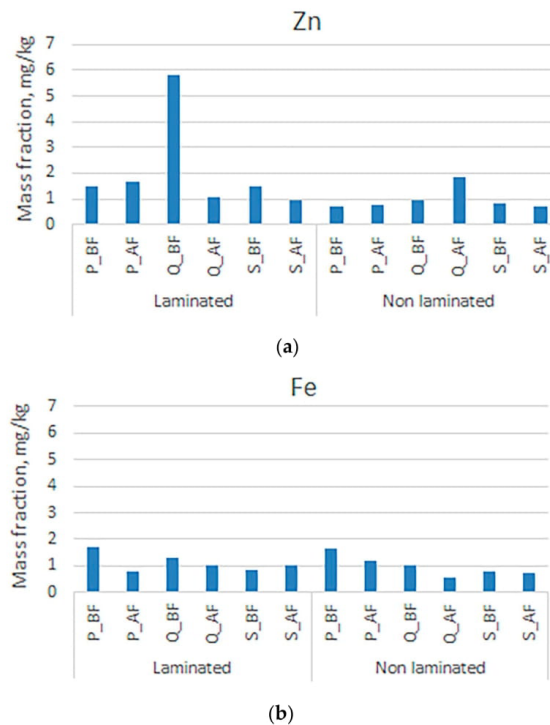 Zn
Mass fraction, mg/kg
7
6
5
4
3
2
1
0
P_BF
P_AF
Q_BF
Q_AF
S_BF
S_AF
P_BF
P_AF
Q_BF
Q_AF
S_BF
S_AF
Laminated
Non laminated
(a)
Fe
Mass fraction, mg/kg
7
6
5
4
3
2
1
0
P_BF
P_AF
Q_BF
Q_AF
S_BF
S_AF
P_BF
P_AF
Q_BF
Q_AF
S_BF
S_AF
Laminated
Non laminated
(b)